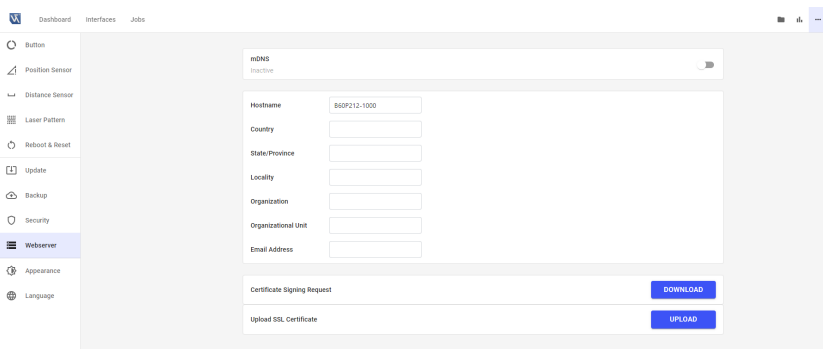 Dashboard Interfaces Jobs
Button
Position Sensor
Distance Sensor
Laser Pattern
Reboot & Reset
Update
Backup
Security
Webserver
Appearance
Language
mDNS
Inactive
Hostname B60P212-1000
Country
State/Province
Locality
Organization
Organizational Unit
Email Address
Certificate Signing Request DOWNLOAD
Upload SSL Certificate UPLOAD